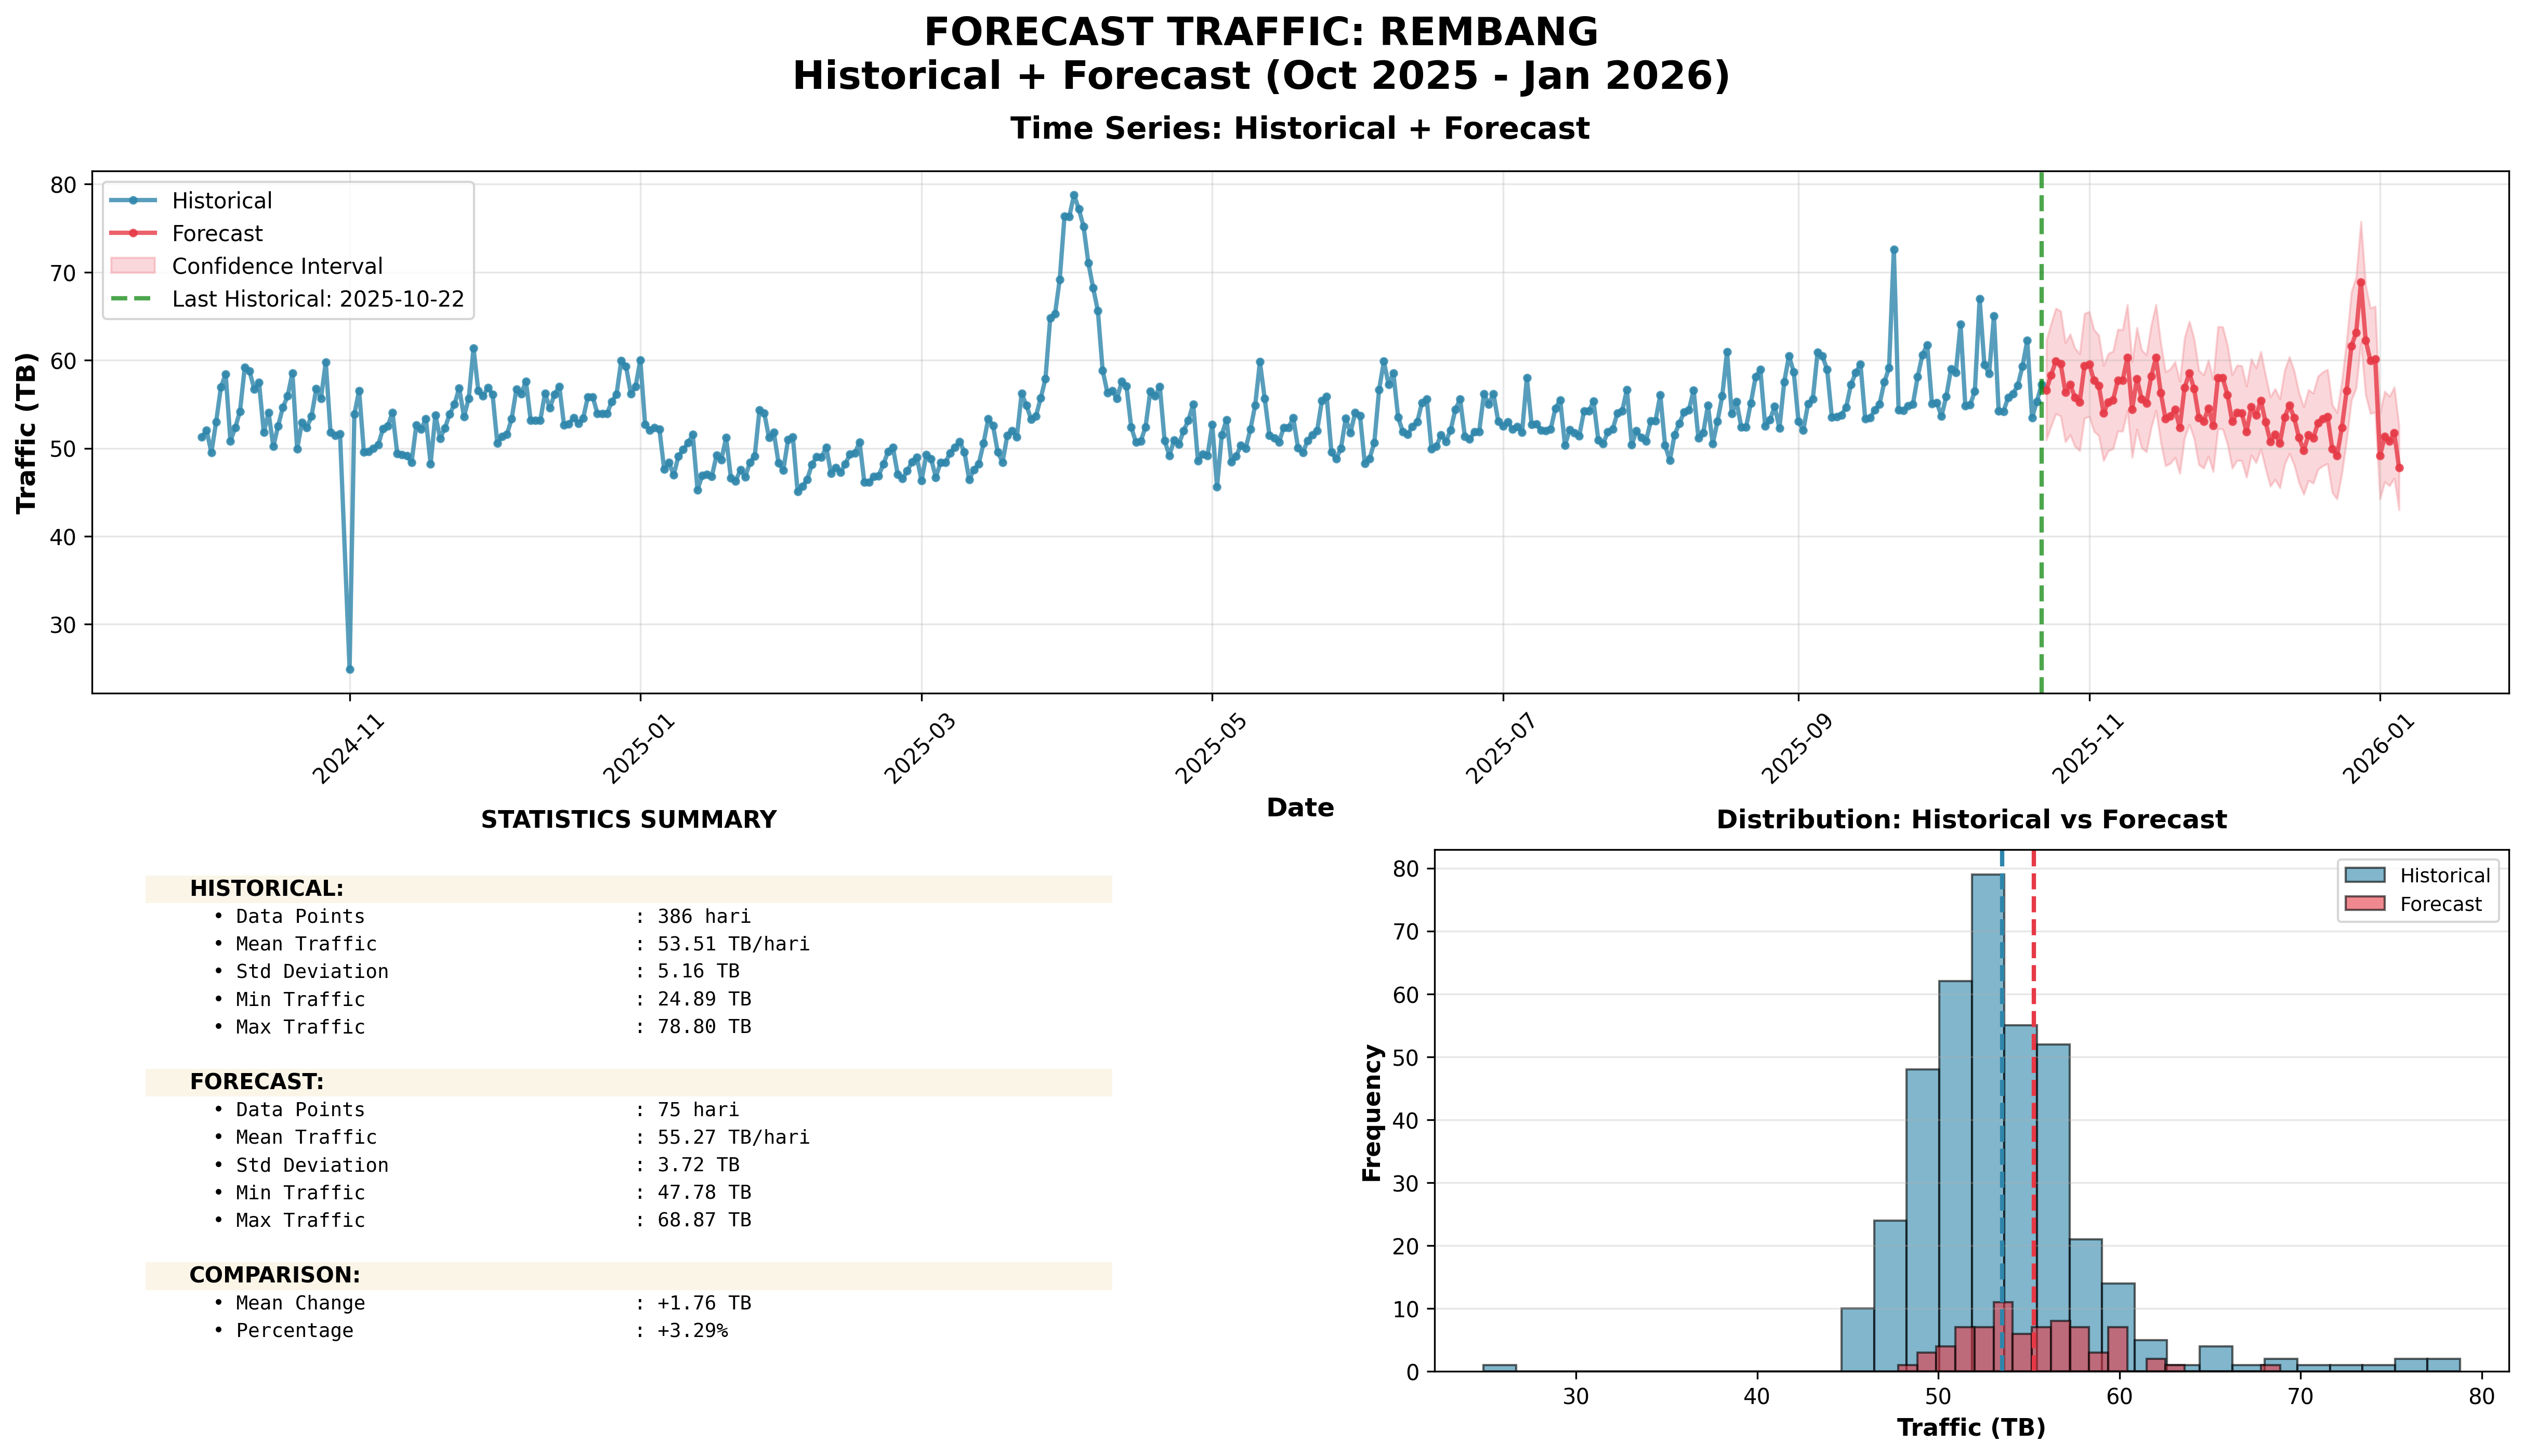 FORECAST TRAFFIC: REMBANG
Historical + Forecast (Oct 2025 - Jan 2026)
Time Series: Historical + Forecast
Traffic (TB)
80
70
60
50
40
30
Historical
Forecast
Confidence Interval
Last Historical: 2025-10-22
2024-11
2025-01
2025-03
2025-05
2025-07
2025-09
2025-11
2026-01
Date
STATISTICS SUMMARY
HISTORICAL:
• Data Points : 386 hari
• Mean Traffic : 53.51 TB/hari
• Std Deviation : 5.16 TB
• Min Traffic : 24.89 TB
• Max Traffic : 78.80 TB
FORECAST:
• Data Points : 75 hari
• Mean Traffic : 55.27 TB/hari
• Std Deviation : 3.72 TB
• Min Traffic : 47.78 TB
• Max Traffic : 68.87 TB
COMPARISON:
• Mean Change : +1.76 TB
• Percentage : +3.29%
Distribution: Historical vs Forecast
Frequency
80
70
60
50
40
30
20
10
0
Historical
Forecast
30
40
50
60
70
80
Traffic (TB)